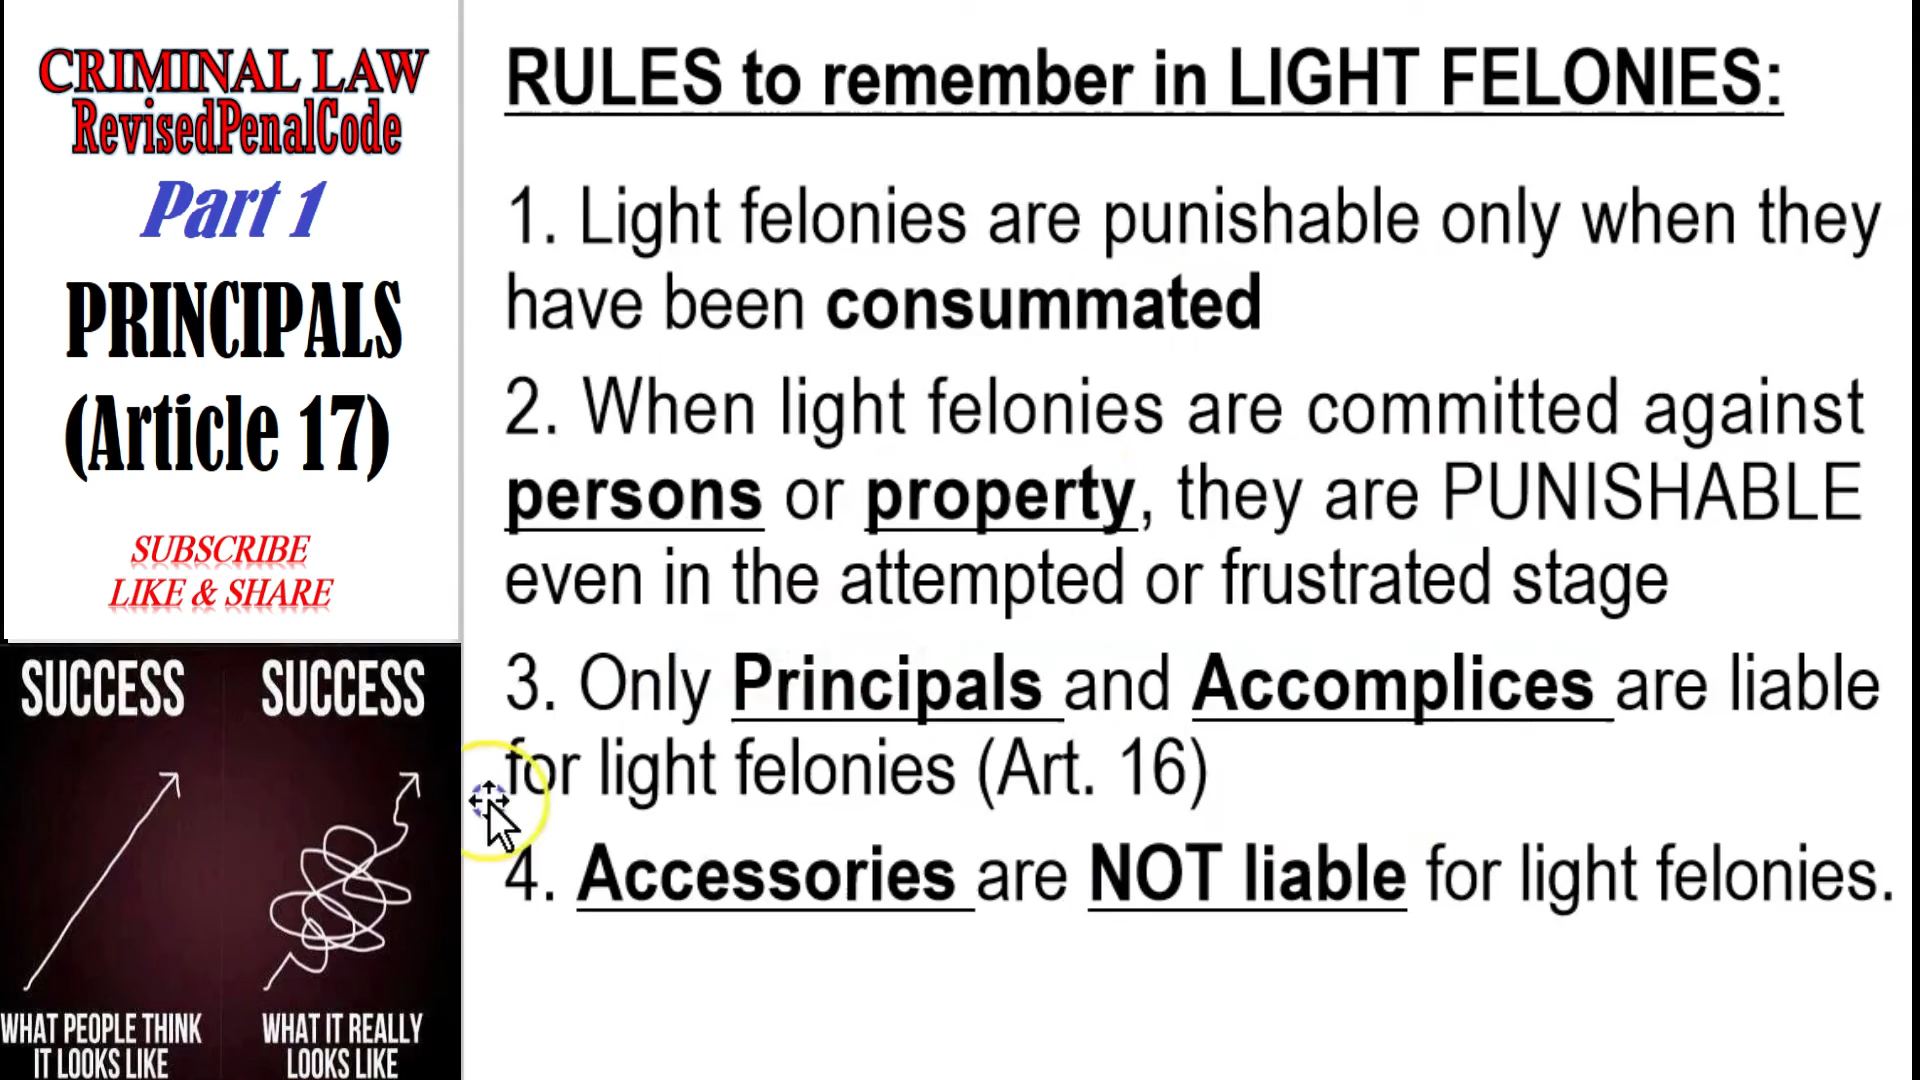 CRIMINAL LAW
RevisedPenalCode
Part 1
PRINCIPALS
(Article 17)
SUBSCRIBE
LIKE & SHARE
SUCCESS
WHAT PEOPLE THINK
IT LOOKS LIKE
SUCCESS
WHAT IT REALLY
LOOKS LIKE
RULES to remember in LIGHT FELONIES:
1. Light felonies are punishable only when they
have been consummated
2. When light felonies are committed against
persons or property, they are PUNISHABLE
even in the attempted or frustrated stage
3. Only Principals and Accomplices are liable
for light felonies (Art. 16)
4. Accessories are NOT liable for light felonies.